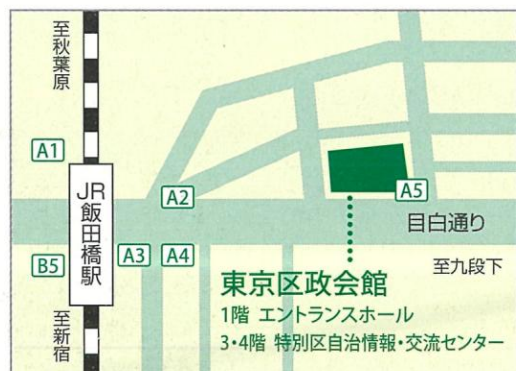 至秋葉原
A1
JR飯田橋駅
A2
A5
目白通り
B5
A3
A4
至九段下
至新宿
東京区政会館
1階 エントランスホール
3・4階 特別区自治情報・交流センター